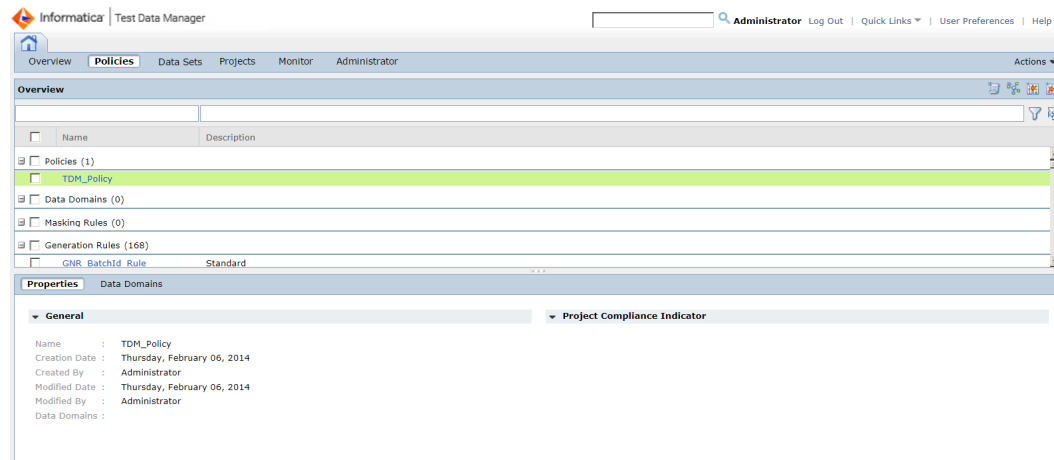 Informatica Test Data Manager
Administrator Log Out | Quick Links | User Preferences | Help
Overview Policies Data Sets Projects Monitor Administrator Actions
Overview
Name Description
Policies (1)
TDM_Policy
Data Domains (0)
Masking Rules (0)
Generation Rules (168)
GNR_BatchId_Rule Standard
Properties Data Domains
General
Name : TDM_Policy
Creation Date : Thursday, February 06, 2014
Created By : Administrator
Modified Date : Thursday, February 06, 2014
Modified By : Administrator
Data Domains :
Project Compliance Indicator